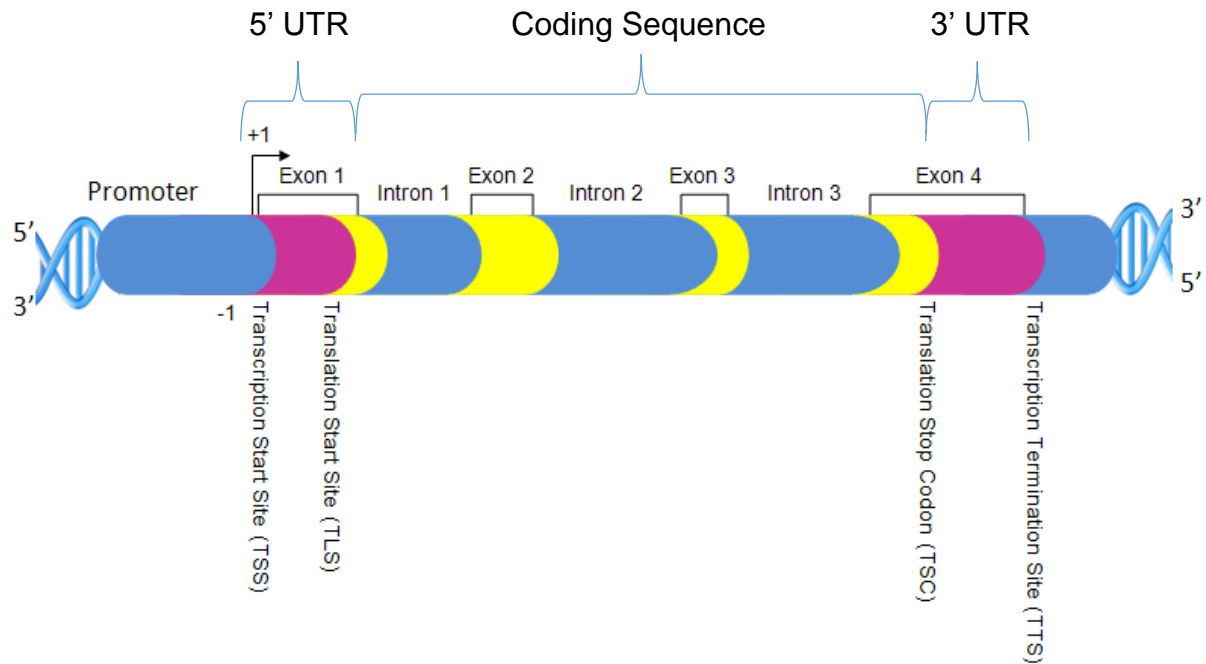 5’ UTR
Coding Sequence
3’ UTR
+1
Promoter
Exon 1
Intron 1
Exon 2
Intron 2
Exon 3
Intron 3
Exon 4
5’
3’
3’
5’
-1
Transcription Start Site (TSS)
Translation Start Site (TLS)
Translation Stop Codon (TSC)
Transcription Termination Site (TTS)